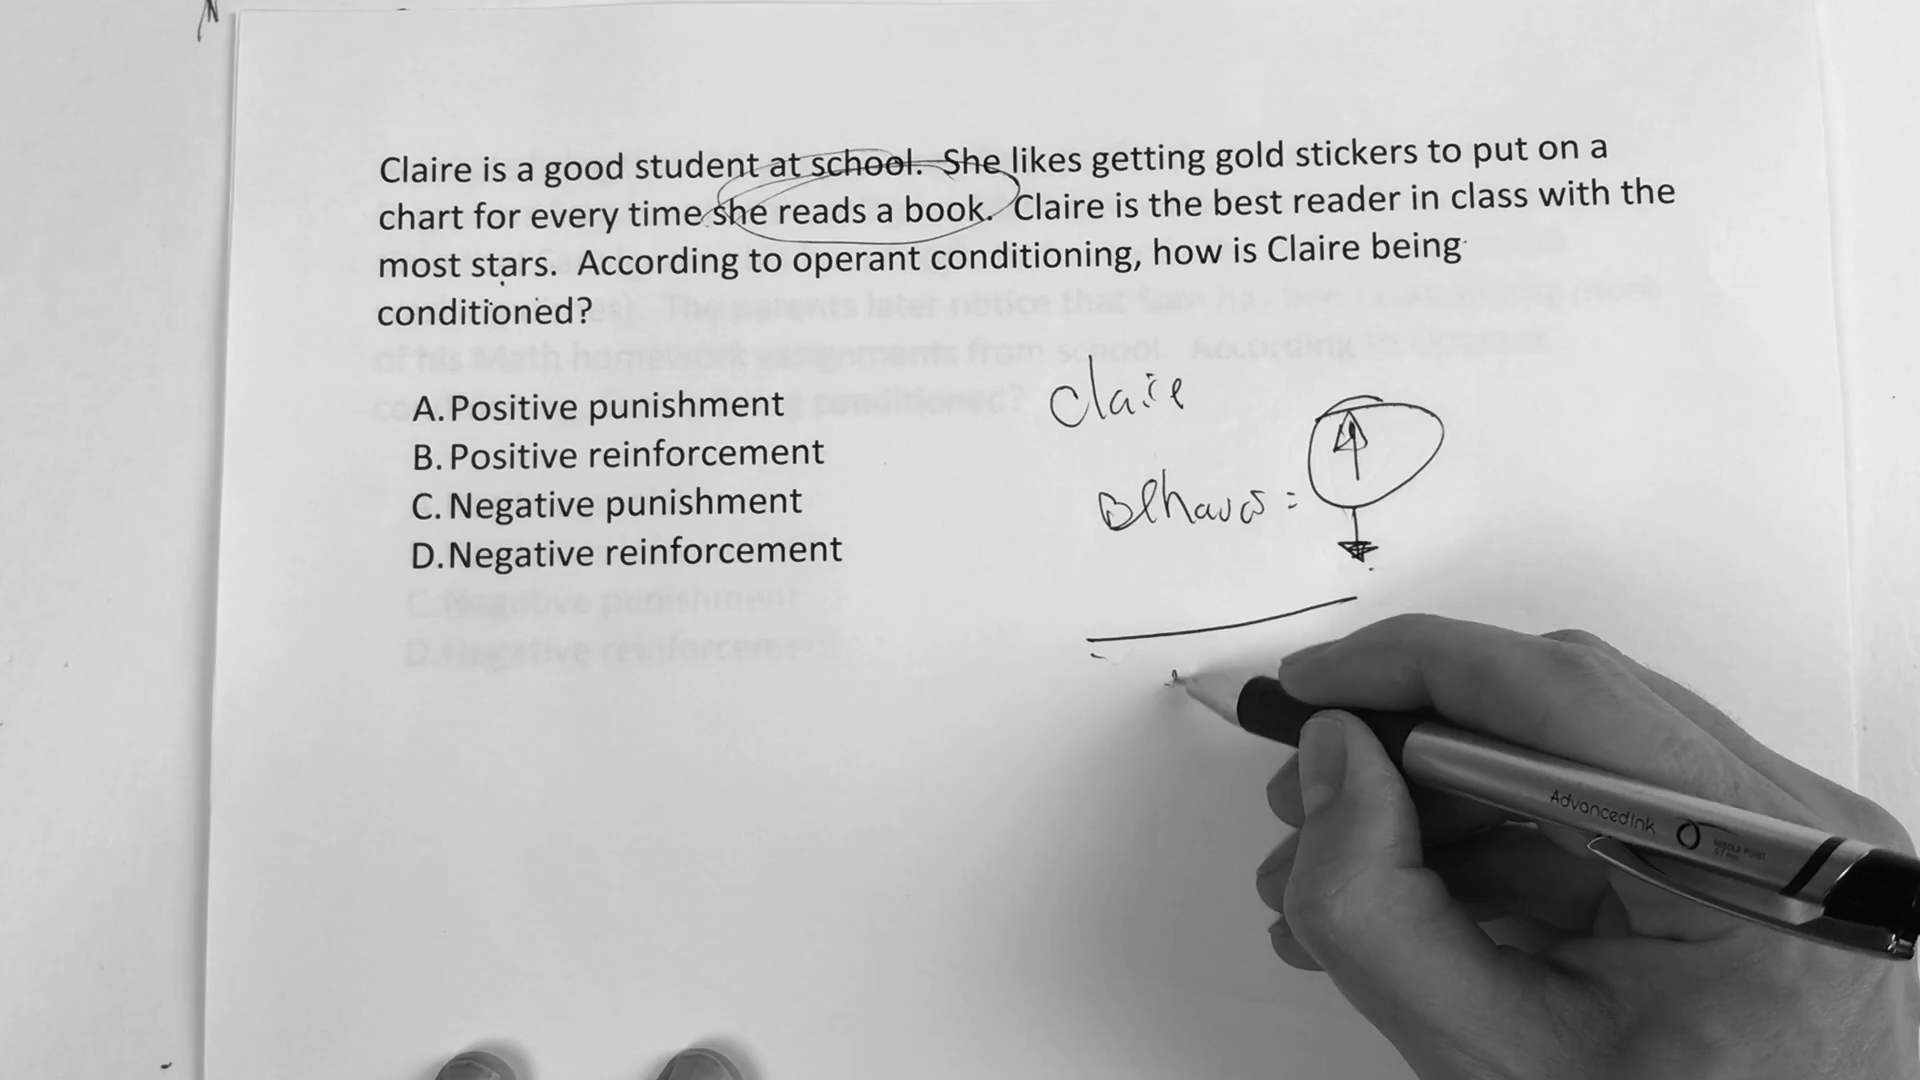 Claire is a good student at school. She likes getting gold stickers to put on a
chart for every time she reads a book. Claire is the best reader in class with the
most stars. According to operant conditioning, how is Claire being
conditioned?
A. Positive punishment
B. Positive reinforcement
C. Negative punishment
D. Negative reinforcement
Claire
AdvancedInk
NEEDLE POINT